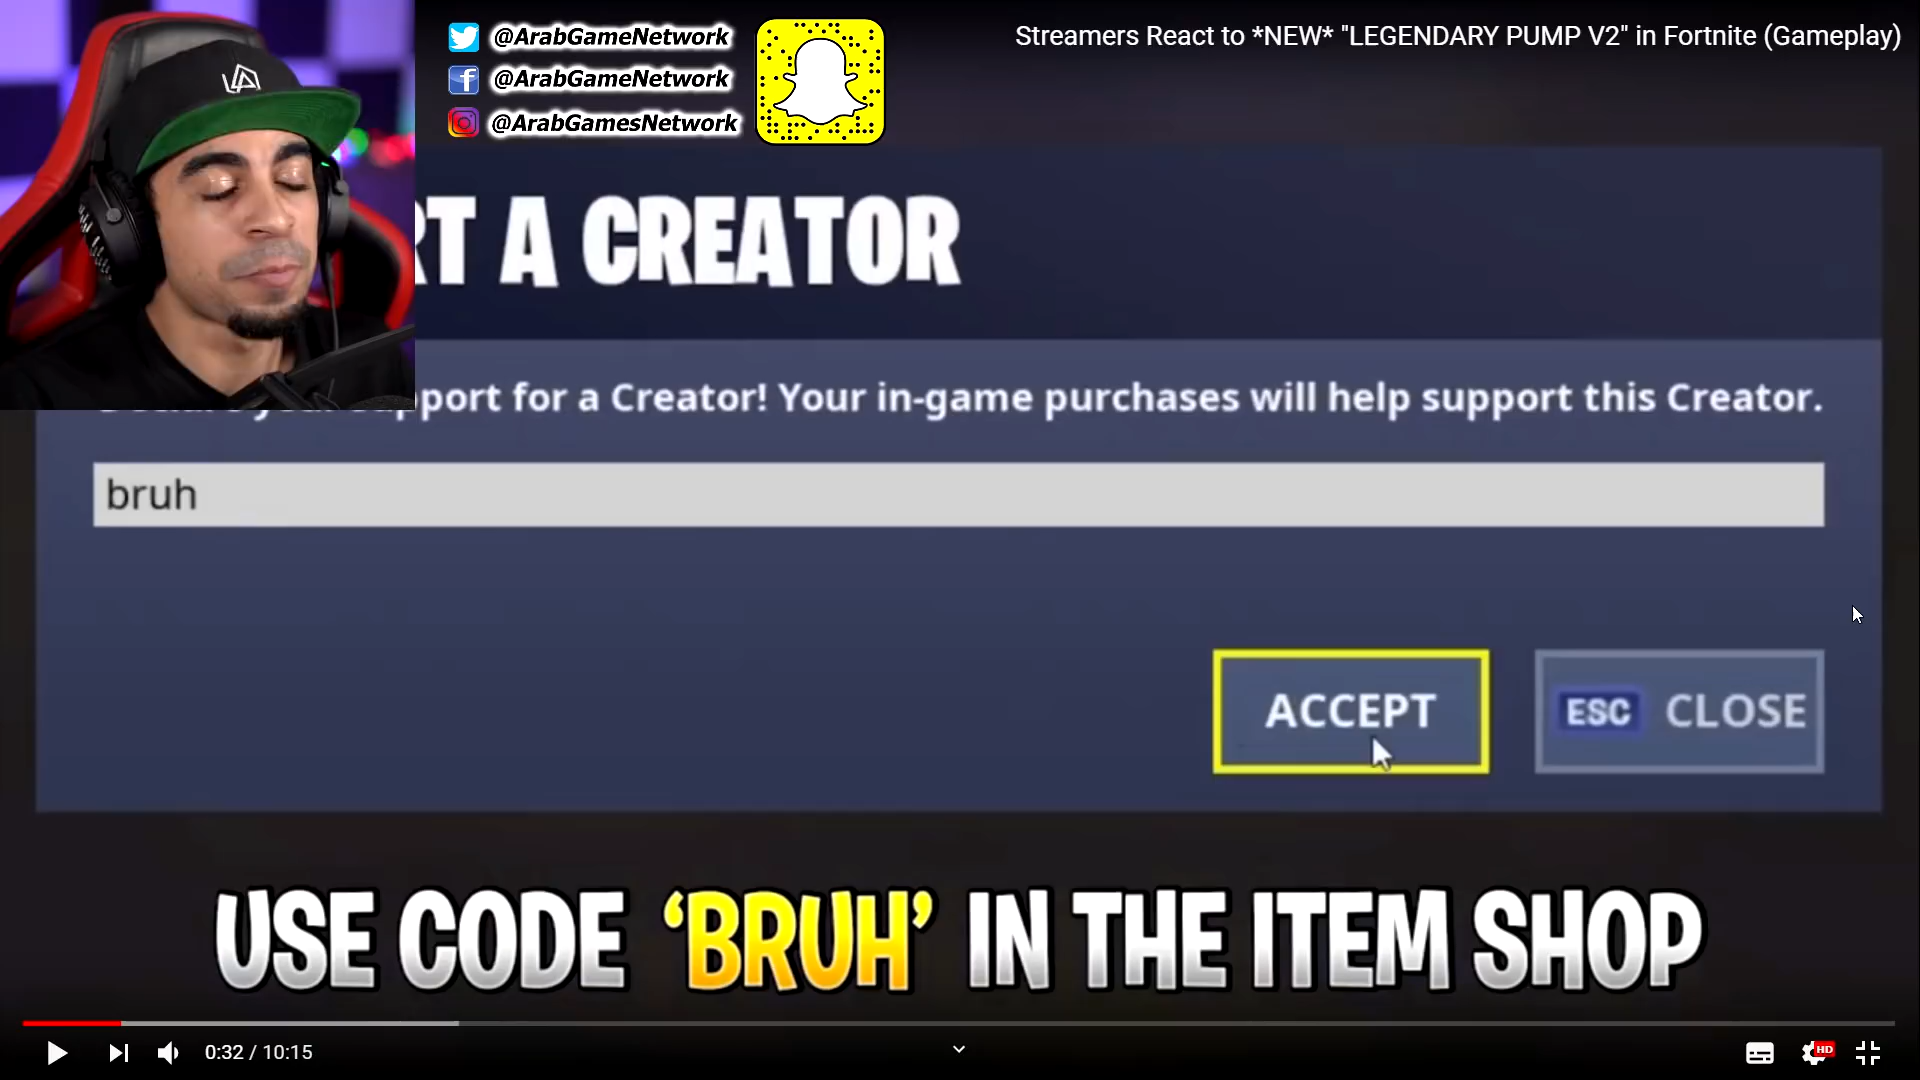 @ArabGameNetwork
@ArabGameNetwork
@ArabGamesNetwork
Streamers React to *NEW* "LEGENDARY PUMP V2" in Fortnite (Gameplay)
RT A CREATOR
port for a Creator! Your in-game purchases will help support this Creator.
bruh
ACCEPT
ESC CLOSE
USE CODE ‘BRUH’ IN THE ITEM SHOP
0:32 / 10:15
HD